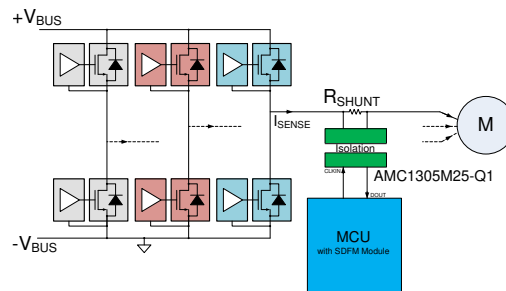 +VBUS
RSHUNT
ISENSE
M
Isolation
CLKIN
AMC1305M25-Q1
DOUT
MCU
with SDFM Module
-VBUS